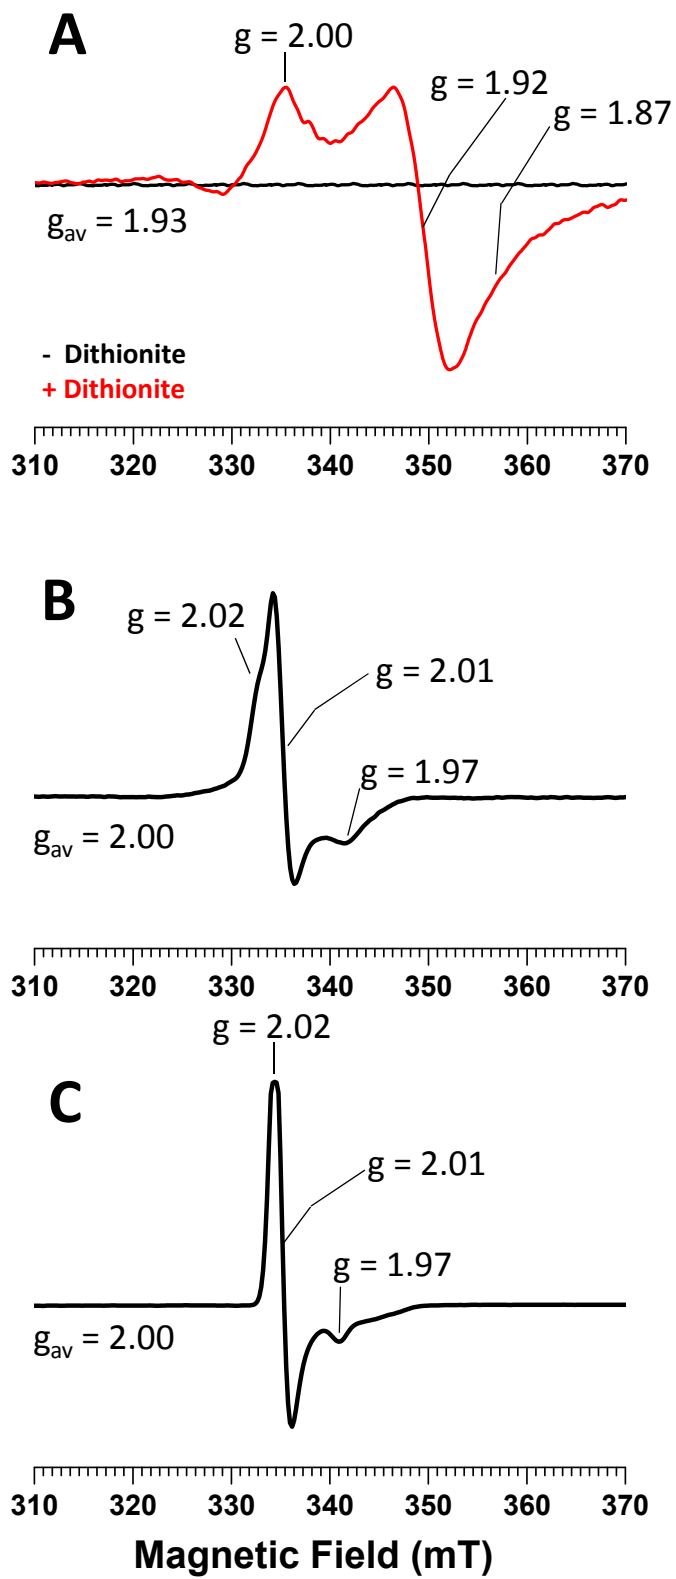 A
g = 2.00
g = 1.92
g = 1.87
gav = 1.93
- Dithionite
+ Dithionite
310 320 330 340 350 360 370
B
g = 2.02
g = 2.01
g = 1.97
gav = 2.00
310 320 330 340 350 360 370
g = 2.02
C
g = 2.01
g = 1.97
gav = 2.00
310 320 330 340 350 360 370
Magnetic Field (mT)